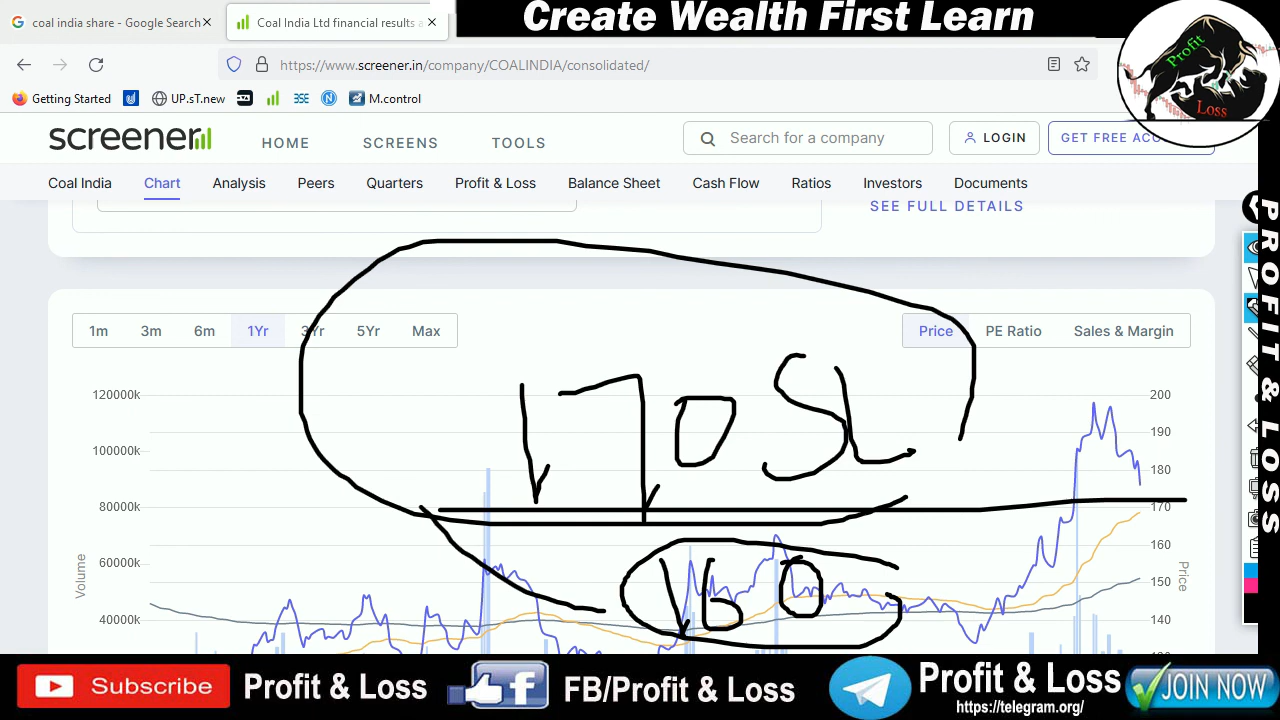 coal india share - Google Search
Coal India Ltd financial results a
Create Wealth First Learn
Profit
Loss
https://www.screener.in/company/COALINDIA/consolidated/
Getting Started
UP.sT.new
M.control
screener
HOME
SCREENS
TOOLS
Search for a company
LOGIN
GET FREE ACC
Coal India
Chart
Analysis
Peers
Quarters
Profit & Loss
Balance Sheet
Cash Flow
Ratios
Investors
Documents
SEE FULL DETAILS
1m
3m
6m
1Yr
3Yr
5Yr
Max
Price
PE Ratio
Sales & Margin
120000k
100000k
80000k
60000k
40000k
Volume
200
190
180
170
160
150
140
Price
170 SL
160
PROFIT & LOSS
Subscribe
Profit & Loss
f
FB/Profit & Loss
Profit & Loss
https://telegram.org/
JOIN NOW